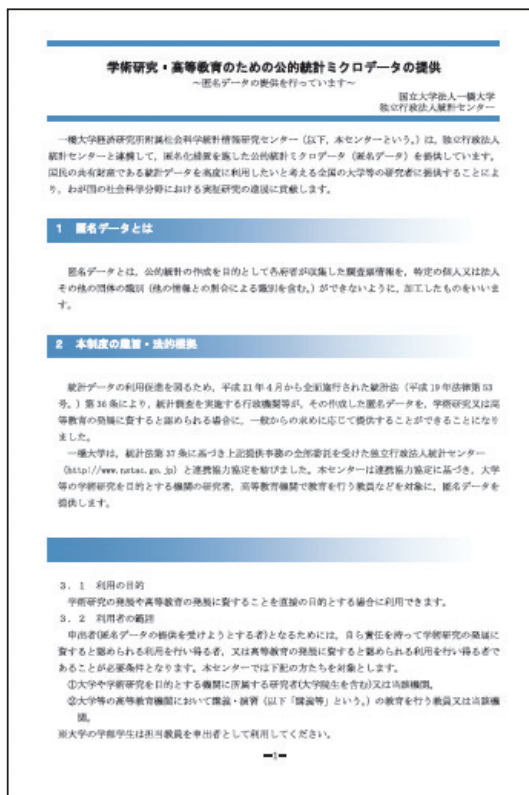 学術研究・高等教育のための公的統計ミクロデータの提供
～匿名データの提供を行っています～
国立大学法人一橋大学
独立行政法人統計センター
一橋大学経済研究所附属社会科学統計情報研究センター（以下，本センターという。）は，独立行政法人
統計センターと連携して，匿名化措置を施した公的統計ミクロデータ（匿名データ）を提供しています。
国民の共有財産である統計データを高度に利用したいと考える全国の大学等の研究者に提供することによ
り，わが国の社会科学分野における実証研究の進展に貢献します。
1 匿名データとは
匿名データとは，公的統計の作成を目的として各府省が収集した調査票情報を，特定の個人又は法人
その他の団体の識別（他の情報との照合による識別を含む。）ができないように，加工したものをいいま
す。
2 本制度の趣旨・法的根拠
統計データの利用促進を図るため，平成21年4月から全面施行された統計法（平成19年法律第53
号。）第36条により，統計調査を実施する行政機関等が，その作成した匿名データを，学術研究又は高
等教育の発展に資すると認められる場合に，一般からの求めに応じて提供することができることになり
ました。
一橋大学は，統計法第37条に基づき上記提供事務の全部委託を受けた独立行政法人統計センター
（http://www.nstac.go.jp）と連携協力協定を結びました。本センターは連携協力協定に基づき，大学
等の学術研究を目的とする機関の研究者，高等教育機関で教育を行う教員などを対象に，匿名データを
提供します。
3．1 利用の目的
学術研究の発展や高等教育の発展に資することを直接の目的とする場合に利用できます。
3．2 利用者の範囲
申出者(匿名データの提供を受けようとする者)となるためには，自ら責任を持って学術研究の発展に
資すると認められる利用を行い得る者，又は高等教育の発展に資すると認められる利用を行い得る者で
あることが必要条件となります。本センターでは下記の方たちを対象とします。
①大学や学術研究を目的とする機関に所属する研究者(大学院生を含む)又は当該機関。
②大学等の高等教育機関において講義・演習（以下「講義等」という。）の教育を行う教員又は当該機
関。
※大学の学部学生は担当教員を申出者として利用してください。
-1-